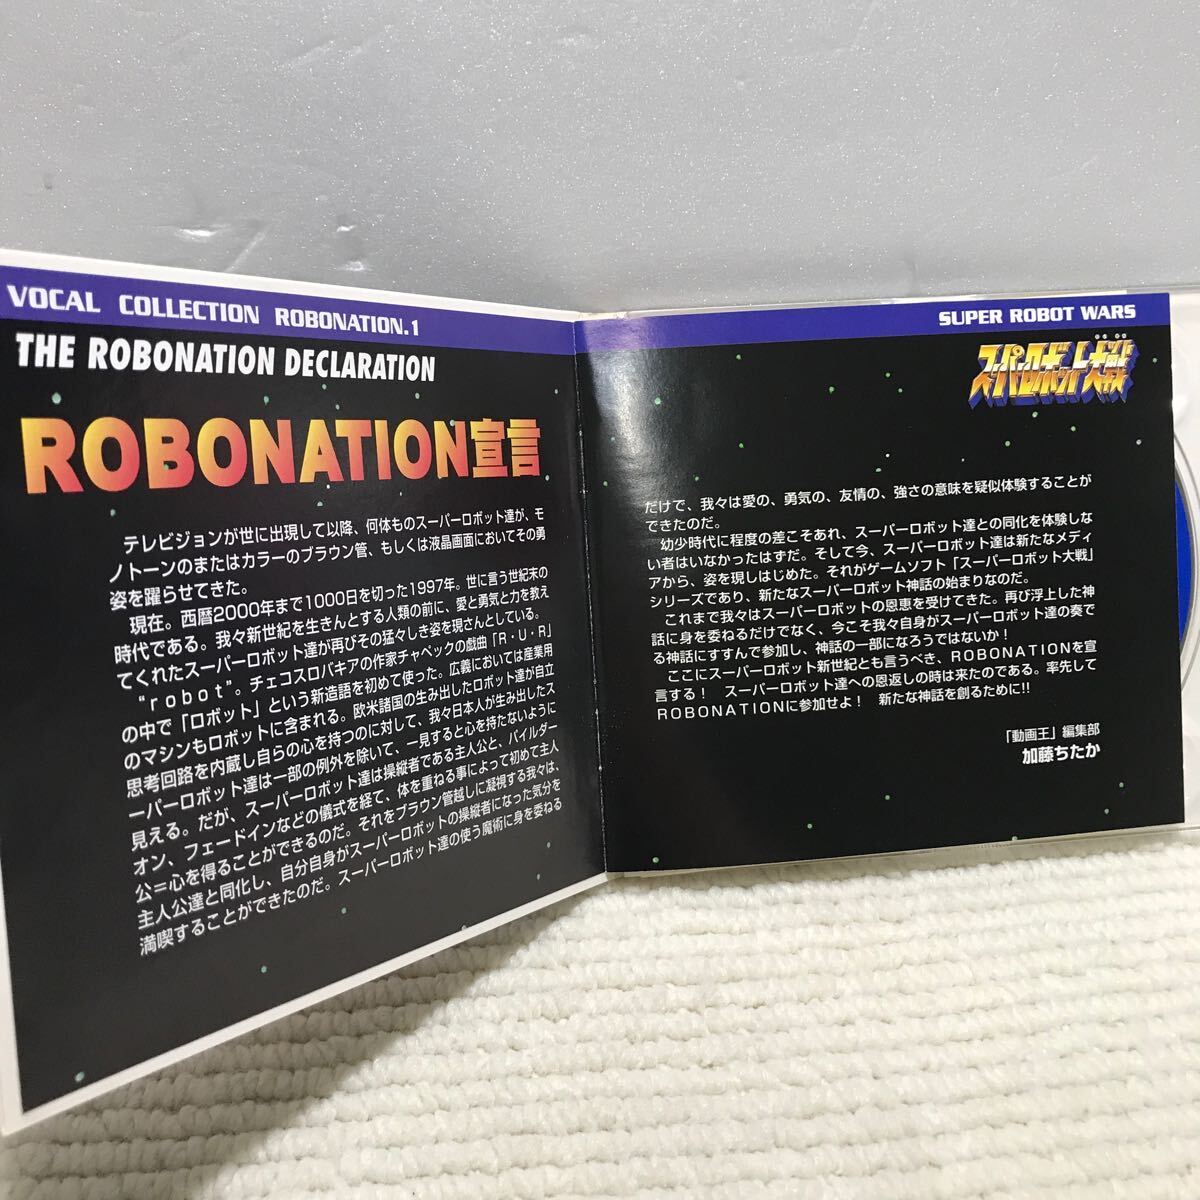 VOCAL COLLECTION ROBONATION.1
THE ROBONATION DECLARATION
ROBONATION宣言
テレビジョンが世に出現して以降、何体ものスーパーロボット達が、モ
ノトーンのまたはカラーのブラウン管、もしくは液晶画面においてその勇
姿を躍らせてきた。
現在。西暦2000年まで1000日を切った1997年。世に言う世紀末の
時代である。我々新世紀を生きんとする人類の前に、愛と勇気と力を教え
てくれたスーパーロボット達が再びその猛々しき姿を現さんとしている。
“ｒｏｂｏｔ”。チェコスロバキアの作家チャペックの戯曲「Ｒ・Ｕ・Ｒ」
の中で「ロボット」という新造語を初めて使った。広義においては産業用
のマシンもロボットに含まれる。欧米諸国の生み出したロボット達が自立
思考回路を内蔵し自らの心を持つのに対して、我々日本人が生み出したス
ーパーロボット達は一部の例外を除いて、一見すると心を持たないように
見える。だが、スーパーロボット達は操縦者である主人公と、パイルダー
オン、フェードインなどの儀式を経て、体を重ねる事によって初めて主人
公＝心を得ることができるのだ。それをブラウン管越しに凝視する我々は、
主人公達と同化し、自分自身がスーパーロボットの操縦者になった気分を
満喫することができたのだ。スーパーロボット達の使う魔術に身を委ねる
SUPER ROBOT WARS
スーパーロボット大戦
だけで、我々は愛の、勇気の、友情の、強さの意味を疑似体験することが
できたのだ。
幼少時代に程度の差こそあれ、スーパーロボット達との同化を体験しな
い者はいなかったはずだ。そして今、スーパーロボット達は新たなメディ
アから、姿を現しはじめた。それがゲームソフト「スーパーロボット大戦」
シリーズであり、新たなスーパーロボット神話の始まりなのだ。
これまで我々はスーパーロボットの恩恵を受けてきた。再び浮上した神
話に身を委ねるだけでなく、今こそ我々自身がスーパーロボット達の奏で
る神話にすすんで参加し、神話の一部になろうではないか！
ここにスーパーロボット新世紀とも言うべき、ＲＯＢＯＮＡＴＩＯＮを宣
言する！　スーパーロボット達への恩返しの時は来たのである。率先して
ＲＯＢＯＮＡＴＩＯＮに参加せよ！　新たな神話を創るために!!
「動画王」編集部
加藤ちたか